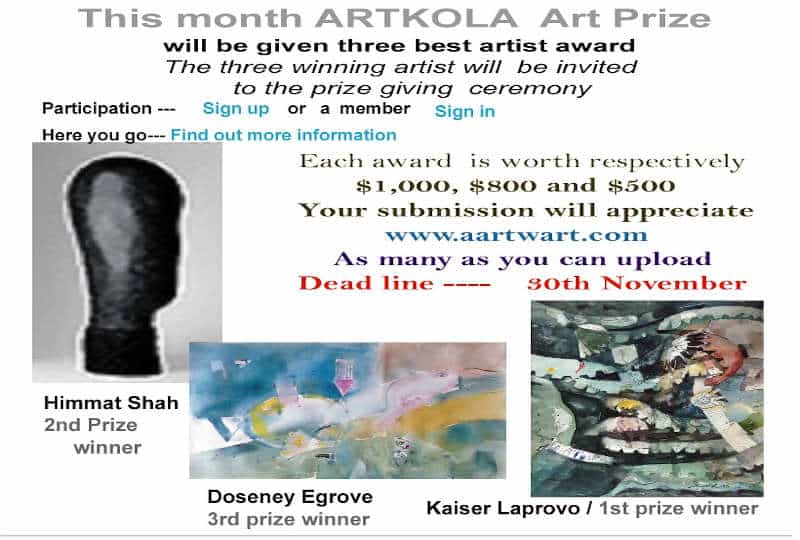 This month ARTKOLA Art Prize
will be given three best artist award
The three winning artist will be invited
to the prize giving ceremony
Participation --- Sign up or a member Sign in
Here you go--- Find out more information
Each award is worth respectively
$1,000, $800 and $500
Your submission will appreciate
www.aartwart.com
As many as you can upload
Dead line ---- 30th November
Himmat Shah
2nd Prize
winner
Doseney Egrove
3rd prize winner
Kaiser Laprovo / 1st prize winner